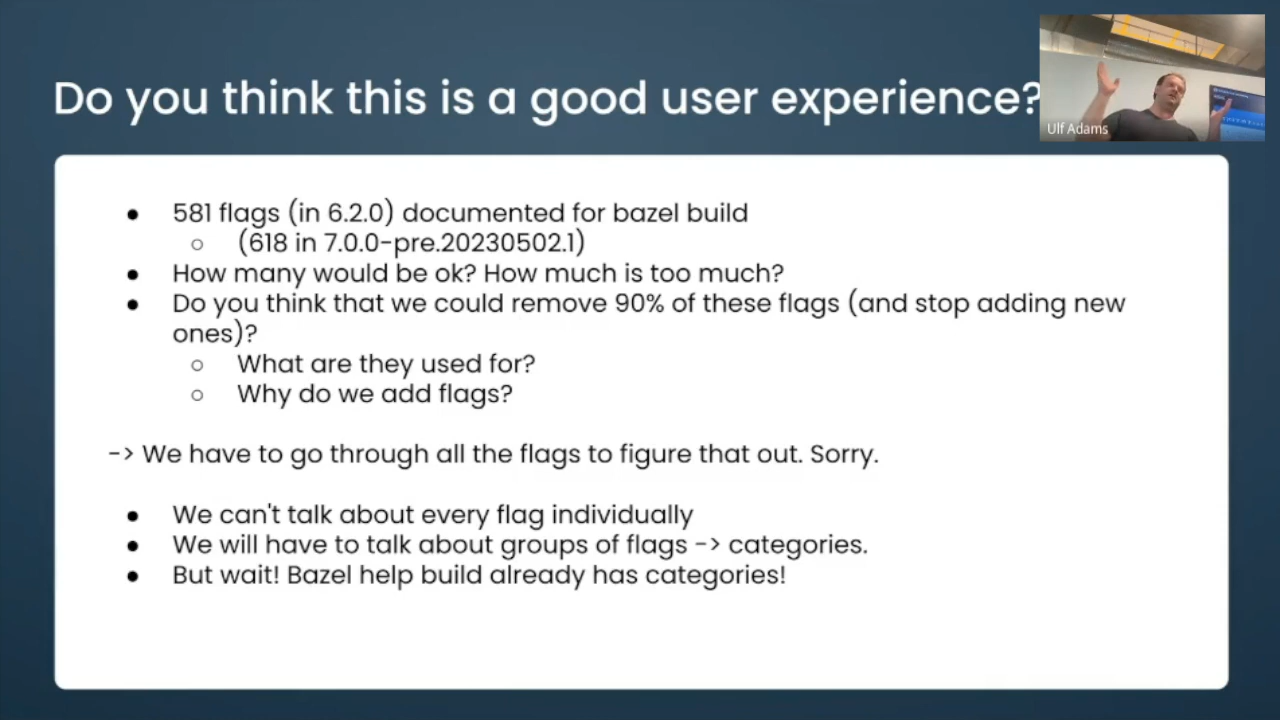 Do you think this is a good user experience?
Ulf Adams
● 581 flags (in 6.2.0) documented for bazel build
○ (618 in 7.0.0-pre.20230502.1)
● How many would be ok? How much is too much?
● Do you think that we could remove 90% of these flags (and stop adding new
ones)?
○ What are they used for?
○ Why do we add flags?
-> We have to go through all the flags to figure that out. Sorry.
● We can't talk about every flag individually
● We will have to talk about groups of flags -> categories.
● But wait! Bazel help build already has categories!